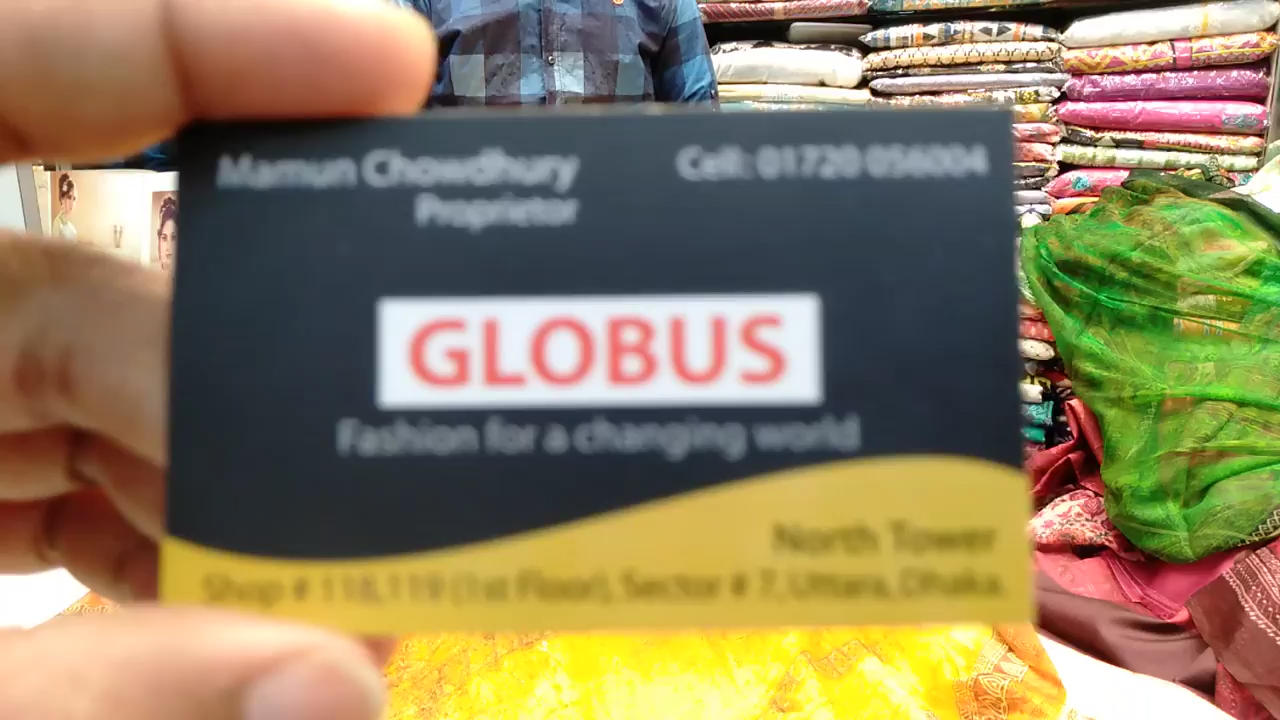 Mamun Chowdhury
Cell: 01720 056004
Proprietor
GLOBUS
Fashion for a changing world
North Tower
Shop # 118,119 (1st Floor), Sector # 7, Uttara, Dhaka.